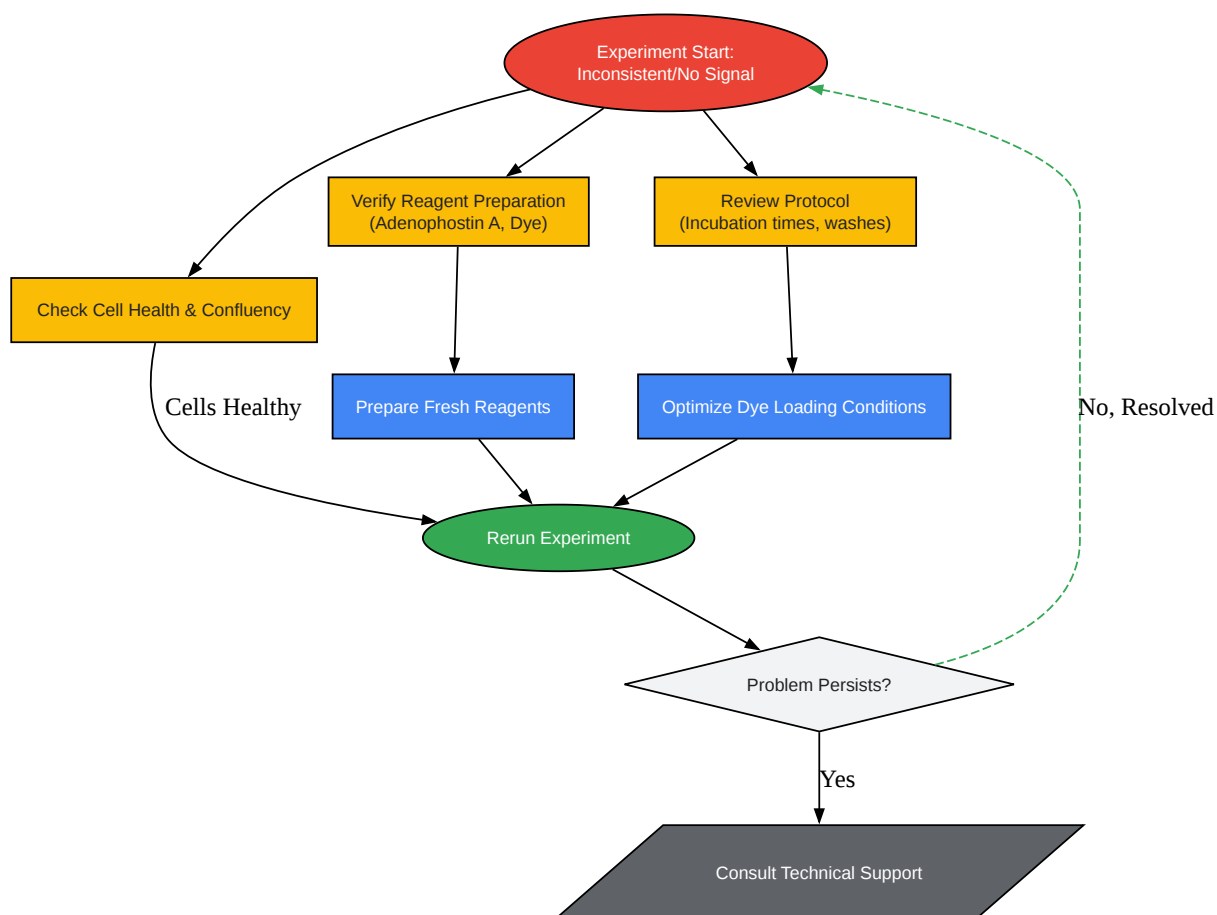 Experiment Start:
Inconsistent/No Signal
Verify Reagent Preparation
(Adenophostin A, Dye)
Review Protocol
(Incubation times, washes)
Check Cell Health & Confluency
Cells Healthy
Prepare Fresh Reagents
Optimize Dye Loading Conditions
No, Resolved
Rerun Experiment
Problem Persists?
Yes
Consult Technical Support